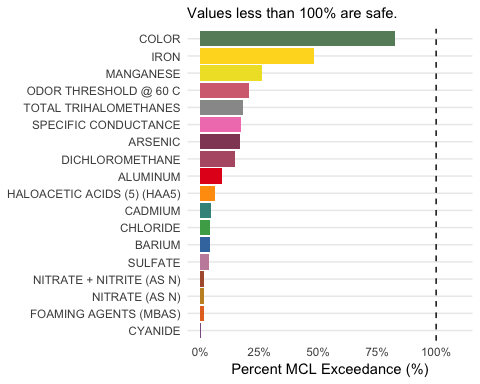 Values less than 100% are safe.
COLOR
IRON
MANGANESE
ODOR THRESHOLD @ 60 C
TOTAL TRIHALOMETHANES
SPECIFIC CONDUCTANCE
ARSENIC
DICHLOROMETHANE
ALUMINUM
HALOACETIC ACIDS (5) (HAA5)
CADMIUM
CHLORIDE
BARIUM
SULFATE
NITRATE + NITRITE (AS N)
NITRATE (AS N)
FOAMING AGENTS (MBAS)
CYANIDE
0% 25% 50% 75% 100%
Percent MCL Exceedance (%)